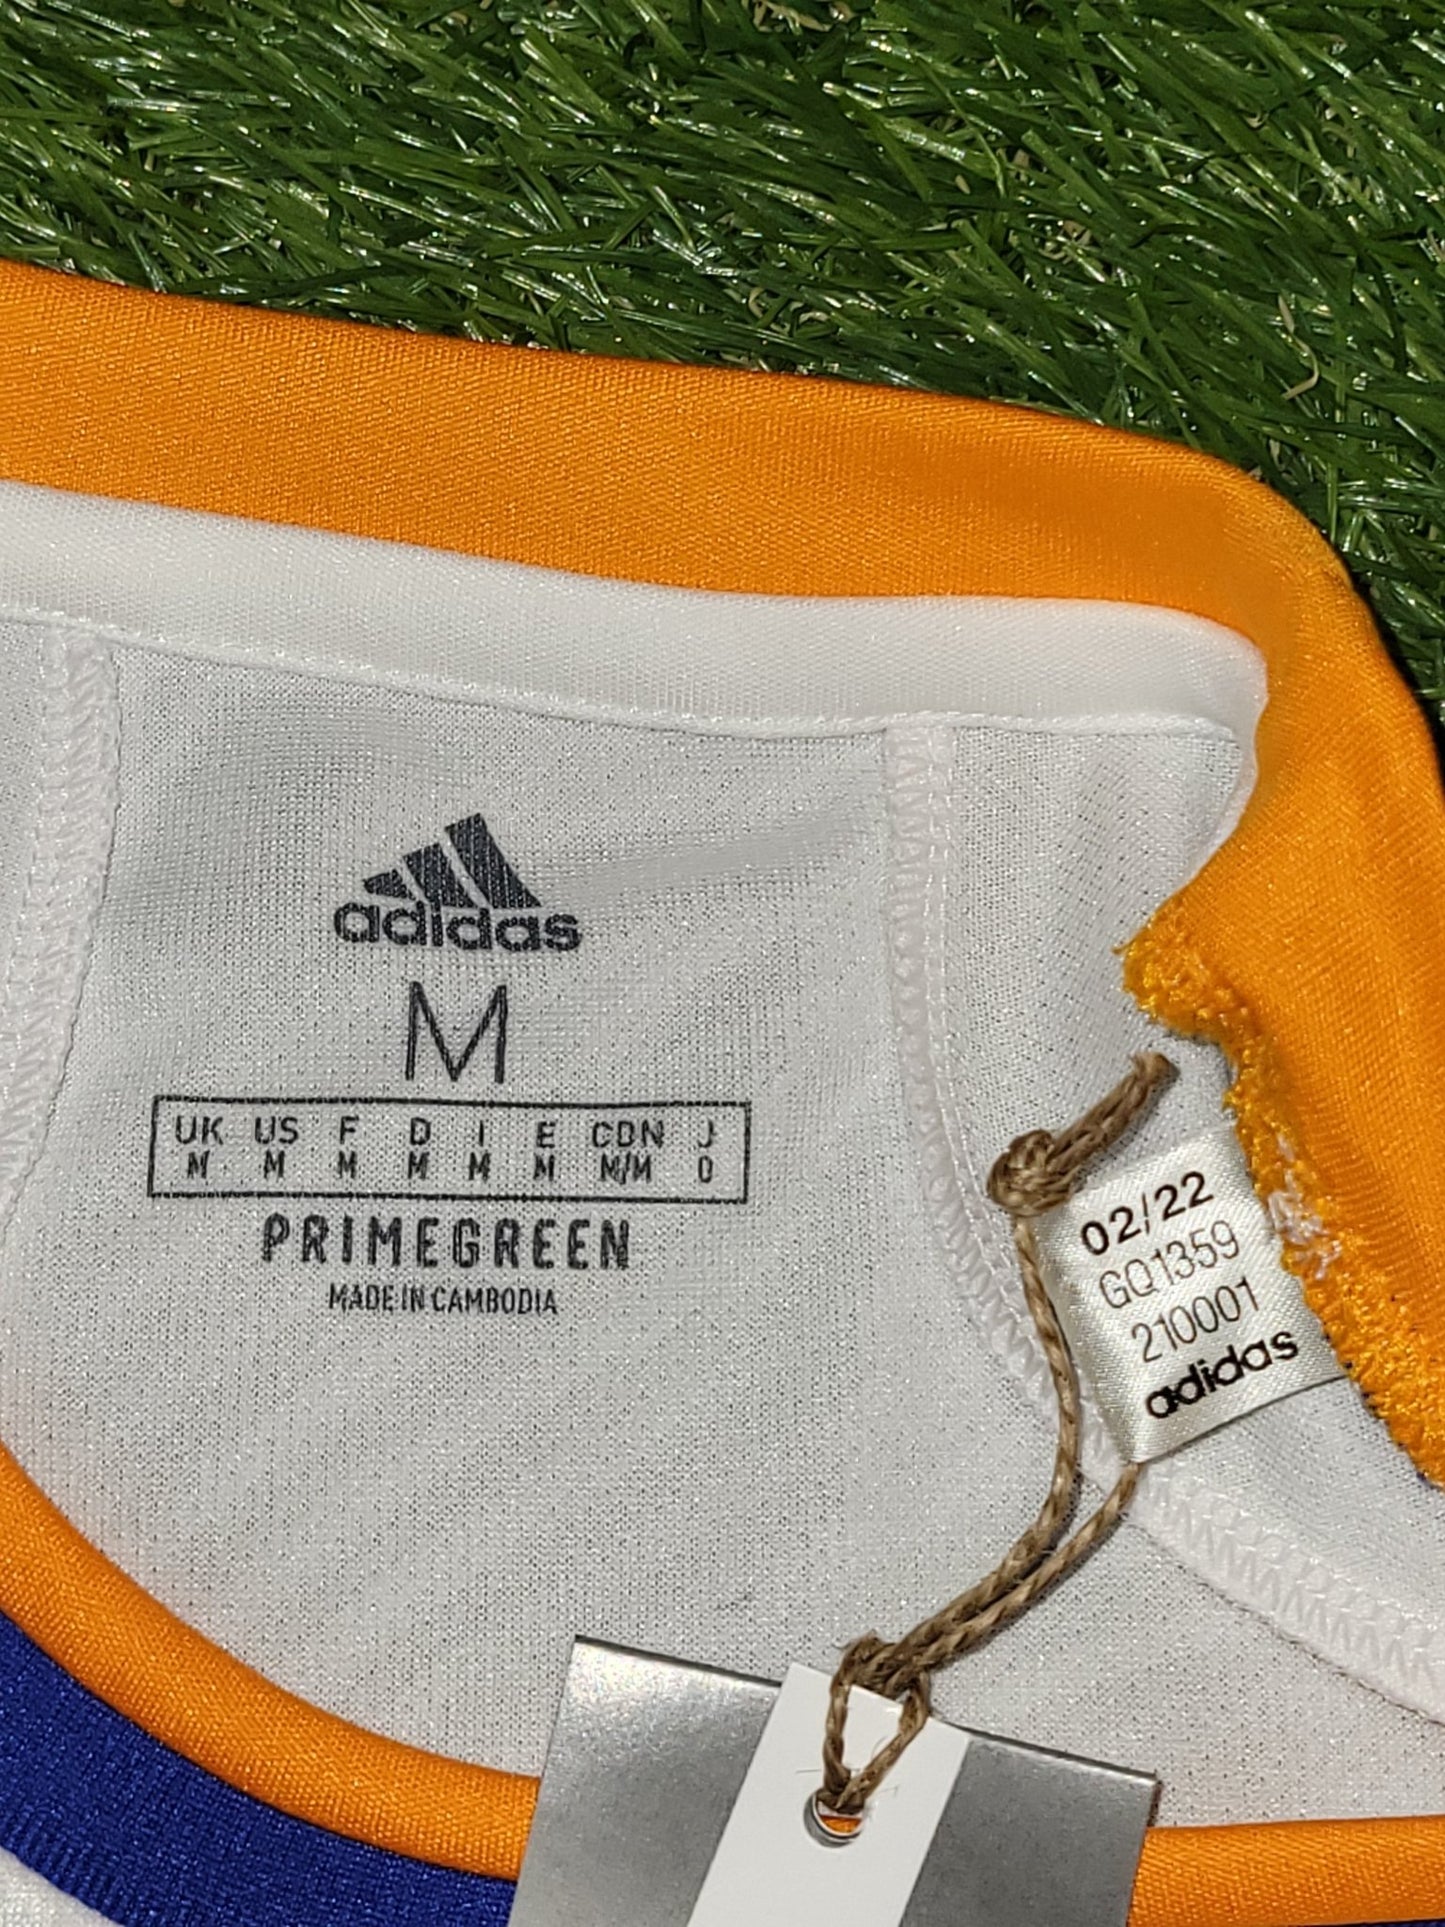 adidas
M
UK US F D I E CDN J
M M M M M M M/M O
PRIMEGREEN
MADE IN CAMBODIA
02/22
GQ1359
210001
adidas